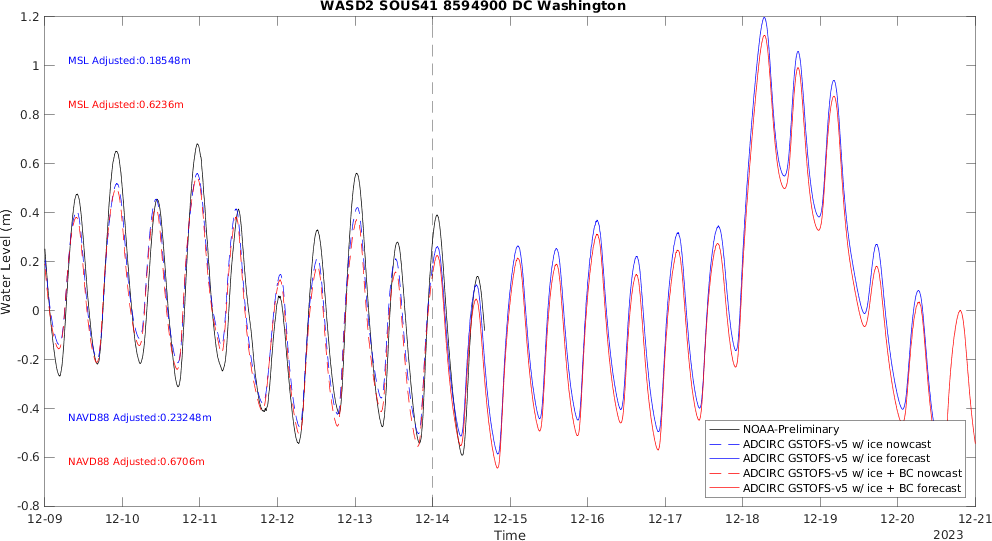 WASD2 SOUS41 8594900 DC Washington
1.2
1
0.8
0.6
0.4
0.2
0
-0.2
-0.4
-0.6
-0.8
Water Level (m)
MSL Adjusted:0.18548m
MSL Adjusted:0.6236m
NAVD88 Adjusted:0.23248m
NAVD88 Adjusted:0.6706m
NOAA-Preliminary
ADCIRC GSTOFS-v5 w/ ice nowcast
ADCIRC GSTOFS-v5 w/ ice forecast
ADCIRC GSTOFS-v5 w/ ice + BC nowcast
ADCIRC GSTOFS-v5 w/ ice + BC forecast
12-09 12-10 12-11 12-12 12-13 12-14 12-15 12-16 12-17 12-18 12-19 12-20 12-21
Time
2023